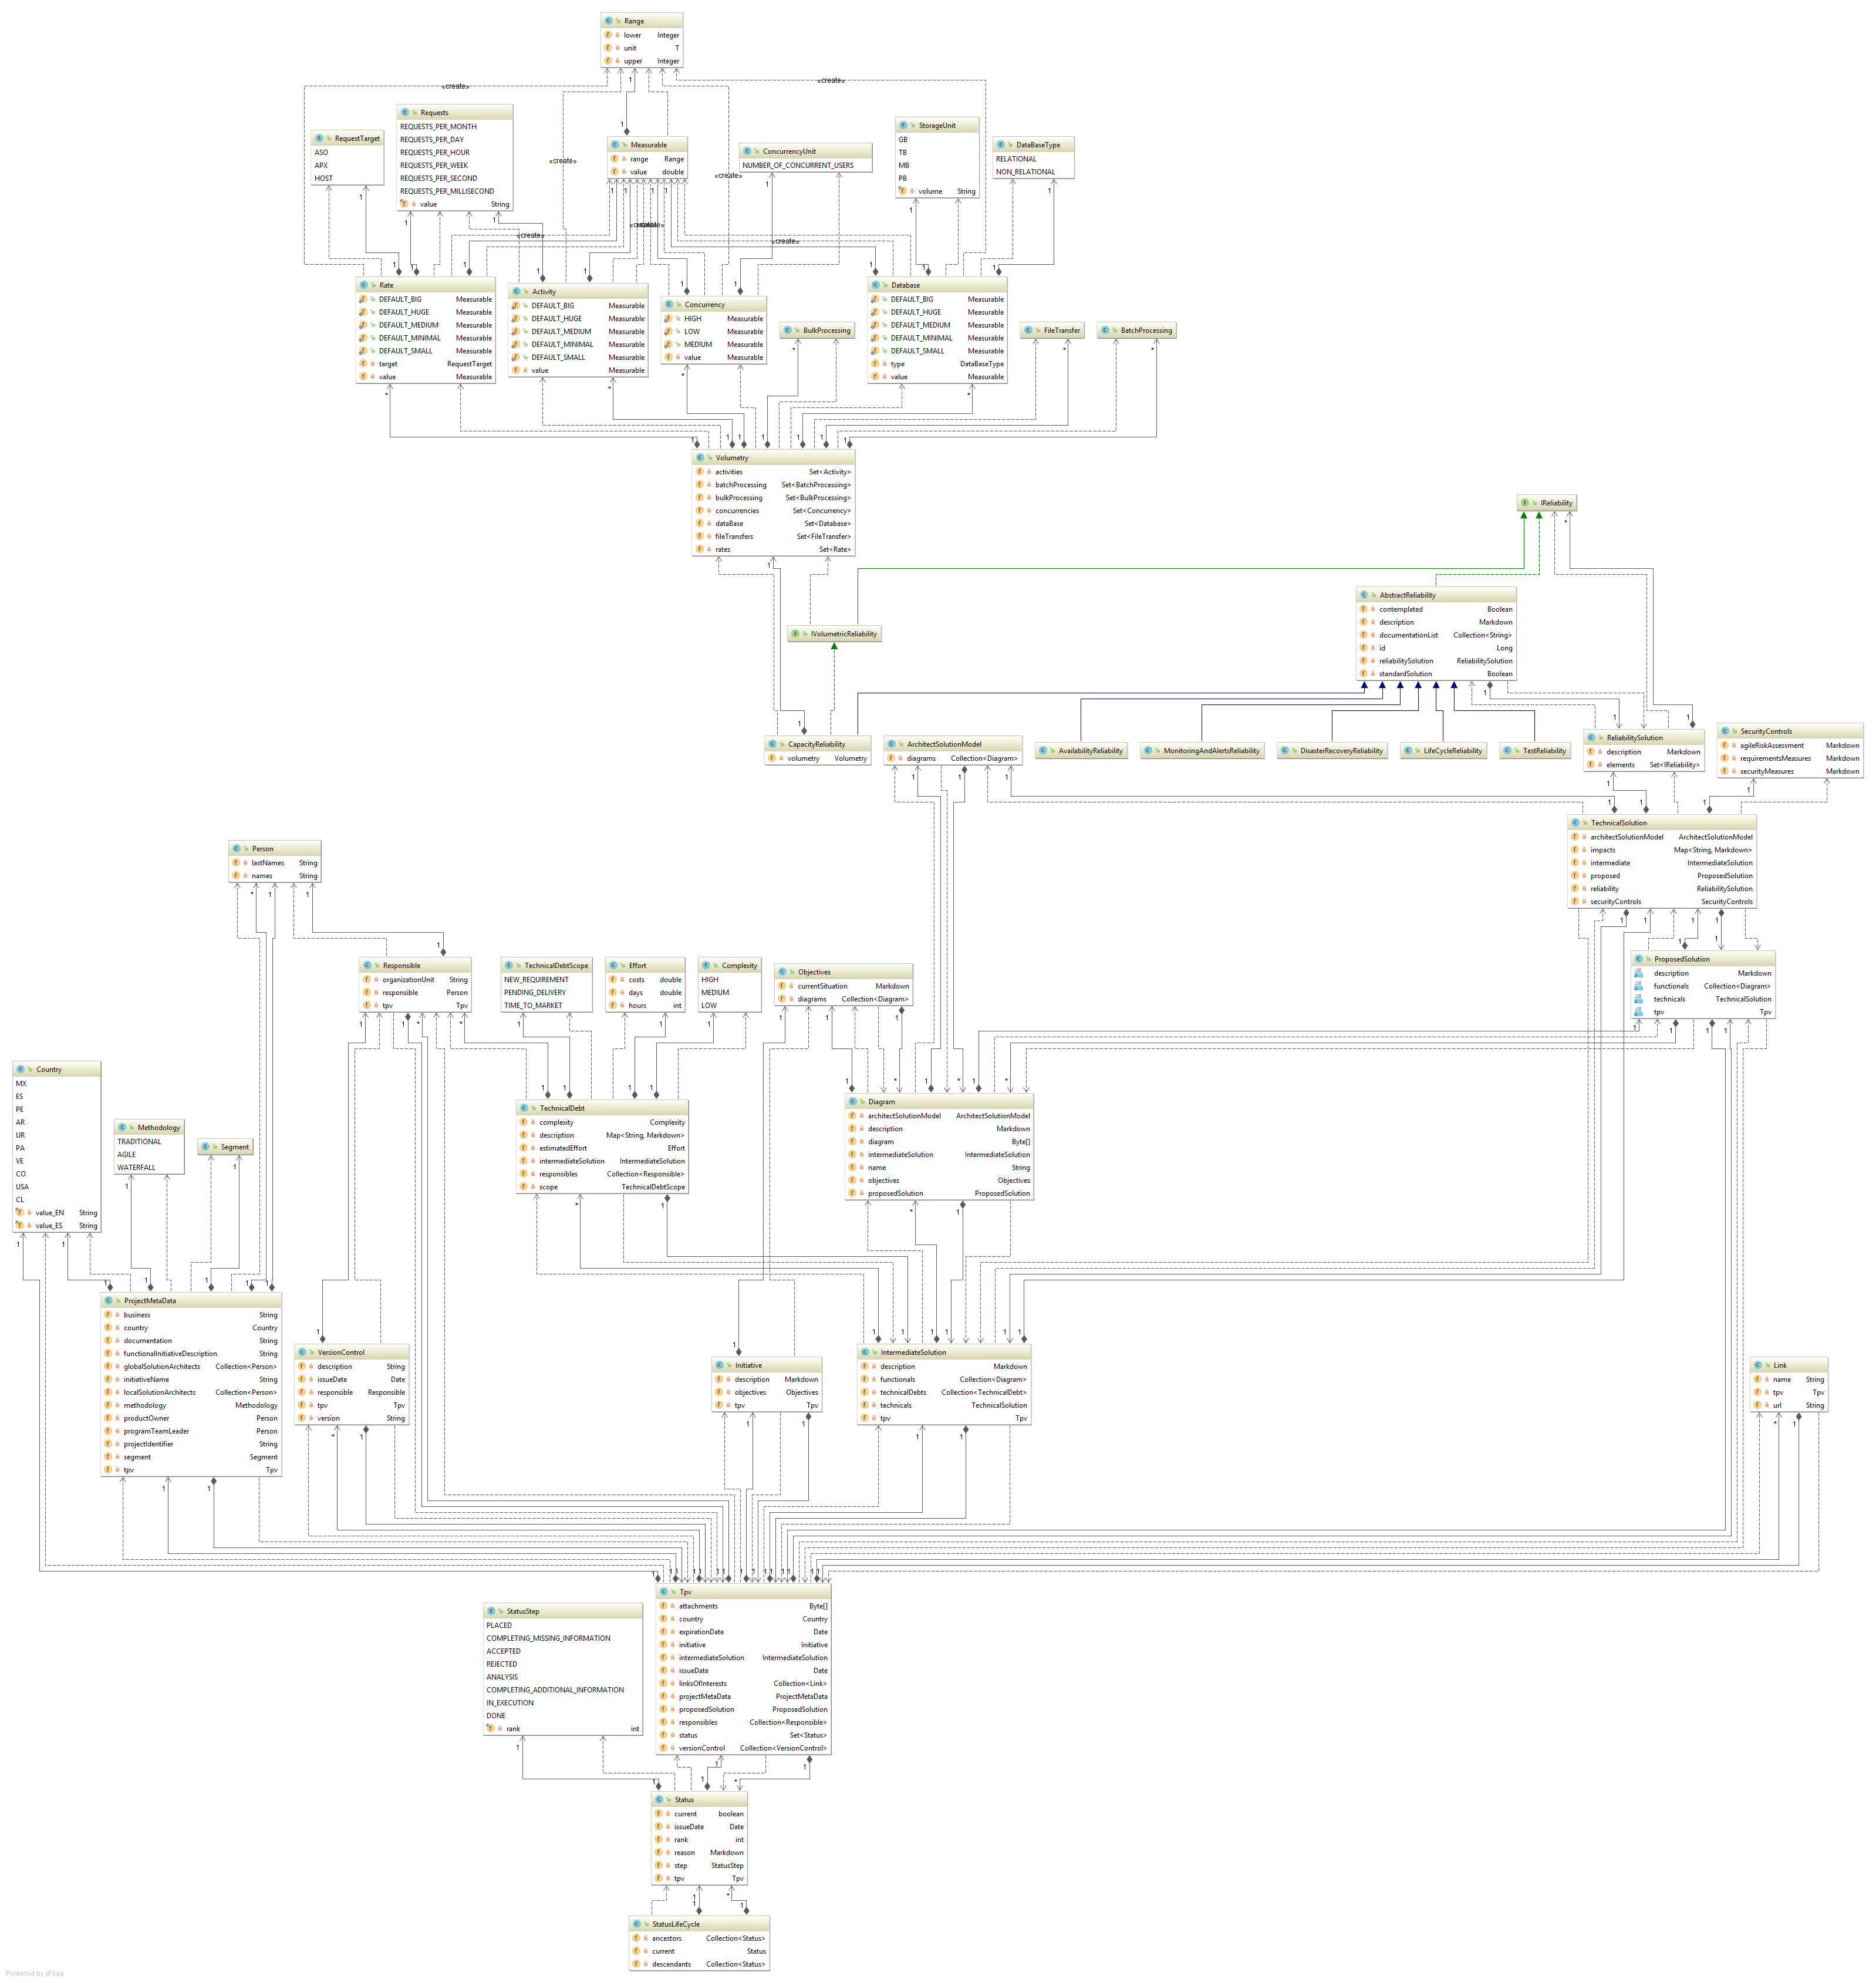 Range
lower Integer
unit T
upper Integer
«create»
«create»
Requests
REQUESTS_PER_MONTH
REQUESTS_PER_DAY
REQUESTS_PER_HOUR
REQUESTS_PER_WEEK
REQUESTS_PER_SECOND
REQUESTS_PER_MILLISECOND
value String
RequestTarget
ASO
APX
HOST
Measurable
range Range
value double
ConcurrencyUnit
NUMBER_OF_CONCURRENT_USERS
StorageUnit
GB
TB
MB
PB
volume String
DataBaseType
RELATIONAL
NON_RELATIONAL
«create»
«create»
«create»
«create»
Rate
DEFAULT_BIG Measurable
DEFAULT_HUGE Measurable
DEFAULT_MEDIUM Measurable
DEFAULT_MINIMAL Measurable
DEFAULT_SMALL Measurable
target RequestTarget
value Measurable
Activity
DEFAULT_BIG Measurable
DEFAULT_HUGE Measurable
DEFAULT_MEDIUM Measurable
DEFAULT_MINIMAL Measurable
DEFAULT_SMALL Measurable
value Measurable
Concurrency
HIGH Measurable
LOW Measurable
MEDIUM Measurable
value Measurable
BulkProcessing
Database
DEFAULT_BIG Measurable
DEFAULT_HUGE Measurable
DEFAULT_MEDIUM Measurable
DEFAULT_MINIMAL Measurable
DEFAULT_SMALL Measurable
type DataBaseType
value Measurable
FileTransfer
BatchProcessing
Volumetry
activities Set<Activity>
batchProcessing Set<BatchProcessing>
bulkProcessing Set<BulkProcessing>
concurrencies Set<Concurrency>
dataBase Set<Database>
fileTransfers Set<FileTransfer>
rates Set<Rate>
IReliability
AbstractReliability
contemplated Boolean
description Markdown
documentationList Collection<String>
id Long
reliabilitySolution ReliabilitySolution
standardSolution Boolean
IVolumetricReliability
CapacityReliability
volumetry Volumetry
ArchitectSolutionModel
diagrams Collection<Diagram>
AvailabilityReliability
MonitoringAndAlertsReliability
DisasterRecoveryReliability
LifeCycleReliability
TestReliability
ReliabilitySolution
description Markdown
elements Set<IReliability>
SecurityControls
agileRiskAssessment Markdown
requirementsMeasures Markdown
securityMeasures Markdown
TechnicalSolution
architectSolutionModel ArchitectSolutionModel
impacts Map<String, Markdown>
intermediate IntermediateSolution
proposed ProposedSolution
reliability ReliabilitySolution
securityControls SecurityControls
Person
lastNames String
names String
Responsible
organizationUnit String
responsible Person
tpv Tpv
TechnicalDebtScope
NEW_REQUIREMENT
PENDING_DELIVERY
TIME_TO_MARKET
Effort
costs double
days double
hours int
Complexity
HIGH
MEDIUM
LOW
Objectives
currentSituation Markdown
diagrams Collection<Diagram>
ProposedSolution
description Markdown
functionals Collection<Diagram>
technicals TechnicalSolution
tpv Tpv
Country
MX
ES
PE
AR
UR
PA
VE
CO
USA
CL
value_EN String
value_ES String
Methodology
TRADITIONAL
AGILE
WATERFALL
Segment
TechnicalDebt
complexity Complexity
description Map<String, Markdown>
estimatedEffort Effort
intermediateSolution IntermediateSolution
responsibles Collection<Responsible>
scope TechnicalDebtScope
Diagram
architectSolutionModel ArchitectSolutionModel
description Markdown
diagram Byte[]
intermediateSolution IntermediateSolution
name String
objectives Objectives
proposedSolution ProposedSolution
ProjectMetaData
business String
country Country
documentation String
functionalInitiativeDescription String
globalSolutionArchitects Collection<Person>
initiativeName String
localSolutionArchitects Collection<Person>
methodology Methodology
productOwner Person
programTeamLeader Person
projectIdentifier String
segment Segment
tpv Tpv
VersionControl
description String
issueDate Date
responsible Responsible
tpv Tpv
version String
Initiative
description Markdown
objectives Objectives
tpv Tpv
IntermediateSolution
description Markdown
functionals Collection<Diagram>
technicalDebts Collection<TechnicalDebt>
technicals TechnicalSolution
tpv Tpv
Link
name String
tpv Tpv
url String
Tpv
attachments Byte[]
country Country
expirationDate Date
initiative Initiative
intermediateSolution IntermediateSolution
issueDate Date
linksOfInterests Collection<Link>
projectMetaData ProjectMetaData
proposedSolution ProposedSolution
responsibles Collection<Responsible>
status Set<Status>
versionControl Collection<VersionControl>
StatusStep
PLACED
COMPLETING_MISSING_INFORMATION
ACCEPTED
REJECTED
ANALYSIS
COMPLETING_ADDITIONAL_INFORMATION
IN_EXECUTION
DONE
rank int
Status
current boolean
issueDate Date
rank int
reason Markdown
step StatusStep
tpv Tpv
StatusLifeCycle
ancestors Collection<Status>
current Status
descendants Collection<Status>
Powered by yFiles